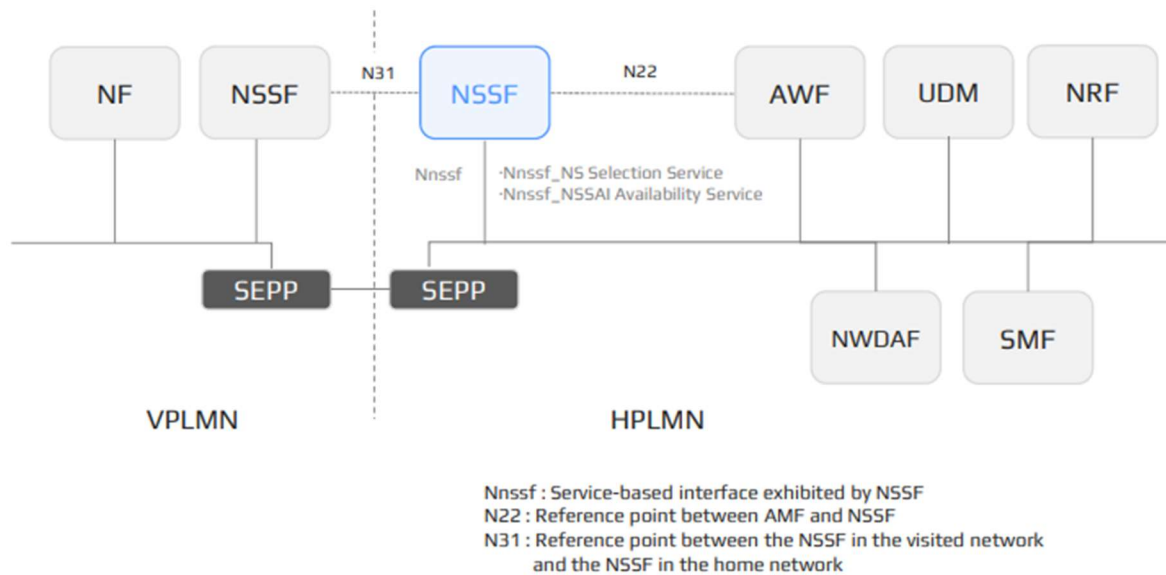 NF
NSSF
N31
NSSF
N22
AWF
UDM
NRF
Nnssf
·Nnssf_NS Selection Service
·Nnssf_NSSAI Availability Service
SEPP
SEPP
NWDAF
SMF
VPLMN
HPLMN
Nnssf : Service-based interface exhibited by NSSF
N22 : Reference point between AMF and NSSF
N31 : Reference point between the NSSF in the visited network
and the NSSF in the home network